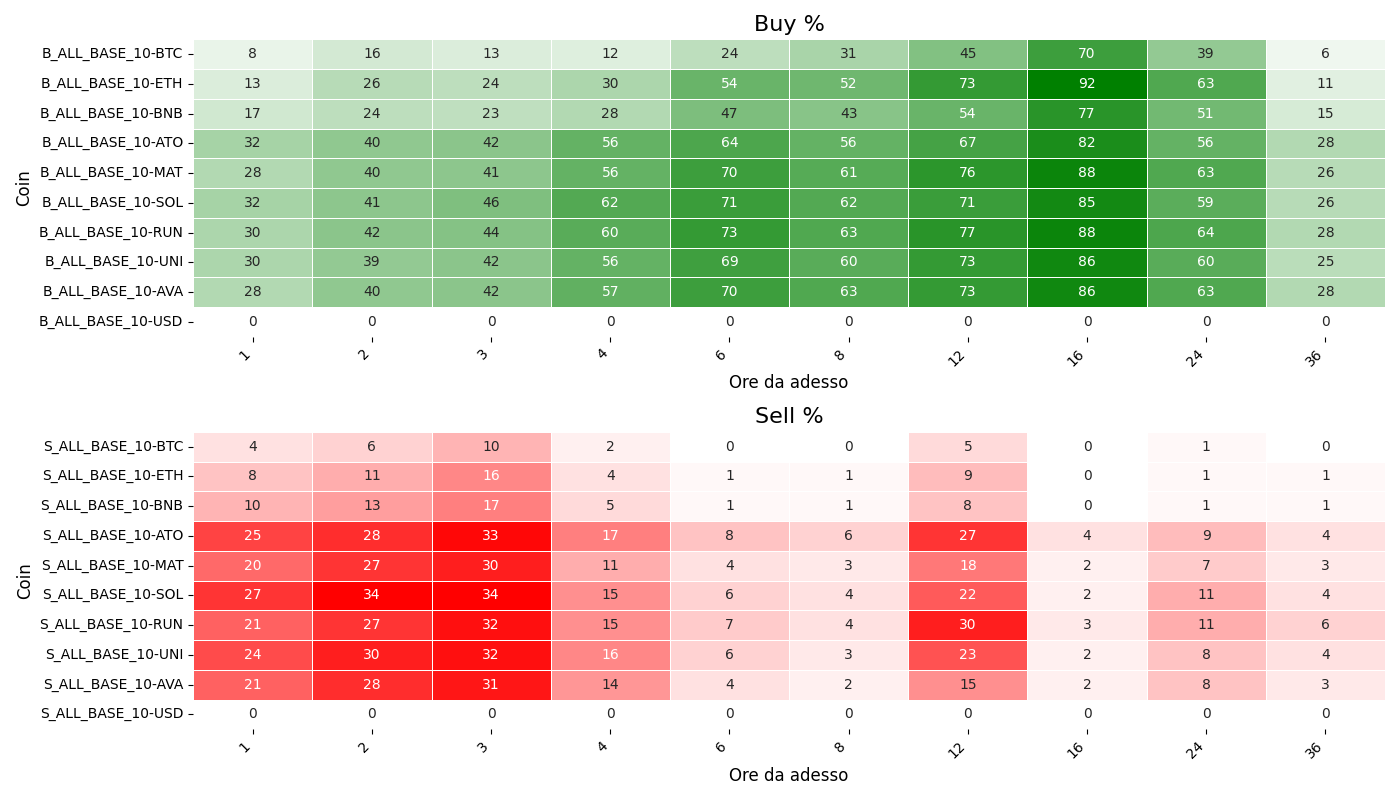 Buy %
B_ALL_BASE_10-BTC 8 16 13 12 24 31 45 70 39 6
B_ALL_BASE_10-ETH 13 26 24 30 54 52 73 92 63 11
B_ALL_BASE_10-BNB 17 24 23 28 47 43 54 77 51 15
B_ALL_BASE_10-ATO 32 40 42 56 64 56 67 82 56 28
B_ALL_BASE_10-MAT 28 40 41 56 70 61 76 88 63 26
B_ALL_BASE_10-SOL 32 41 46 62 71 62 71 85 59 26
B_ALL_BASE_10-RUN 30 42 44 60 73 63 77 88 64 28
B_ALL_BASE_10-UNI 30 39 42 56 69 60 73 86 60 25
B_ALL_BASE_10-AVA 28 40 42 57 70 63 73 86 63 28
B_ALL_BASE_10-USD 0 0 0 0 0 0 0 0 0 0
Coin
1 2 3 4 6 8 12 16 24 36
Ore da adesso
Sell %
S_ALL_BASE_10-BTC 4 6 10 2 0 0 5 0 1 0
S_ALL_BASE_10-ETH 8 11 16 4 1 1 9 0 1 1
S_ALL_BASE_10-BNB 10 13 17 5 1 1 8 0 1 1
S_ALL_BASE_10-ATO 25 28 33 17 8 6 27 4 9 4
S_ALL_BASE_10-MAT 20 27 30 11 4 3 18 2 7 3
S_ALL_BASE_10-SOL 27 34 34 15 6 4 22 2 11 4
S_ALL_BASE_10-RUN 21 27 32 15 7 4 30 3 11 6
S_ALL_BASE_10-UNI 24 30 32 16 6 3 23 2 8 4
S_ALL_BASE_10-AVA 21 28 31 14 4 2 15 2 8 3
S_ALL_BASE_10-USD 0 0 0 0 0 0 0 0 0 0
Coin
1 2 3 4 6 8 12 16 24 36
Ore da adesso